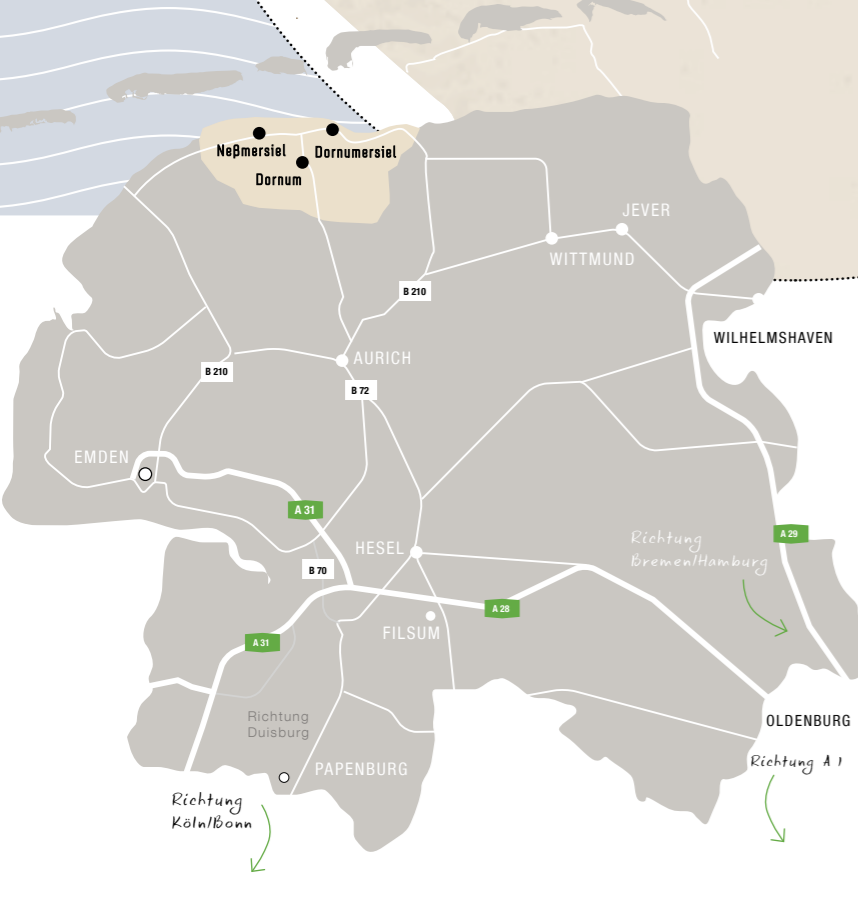 Neßmersiel
Dornumersiel
Dornum
JEVER
WITTMUND
B 210
WILHELMSHAVEN
AURICH
B 210
B 72
EMDEN
A 31
A 29
Richtung
Bremen/Hamburg
HESEL
B 70
A 28
FILSUM
A 31
Richtung
Duisburg
OLDENBURG
Richtung A 1
PAPENBURG
Richtung
Köln/Bonn